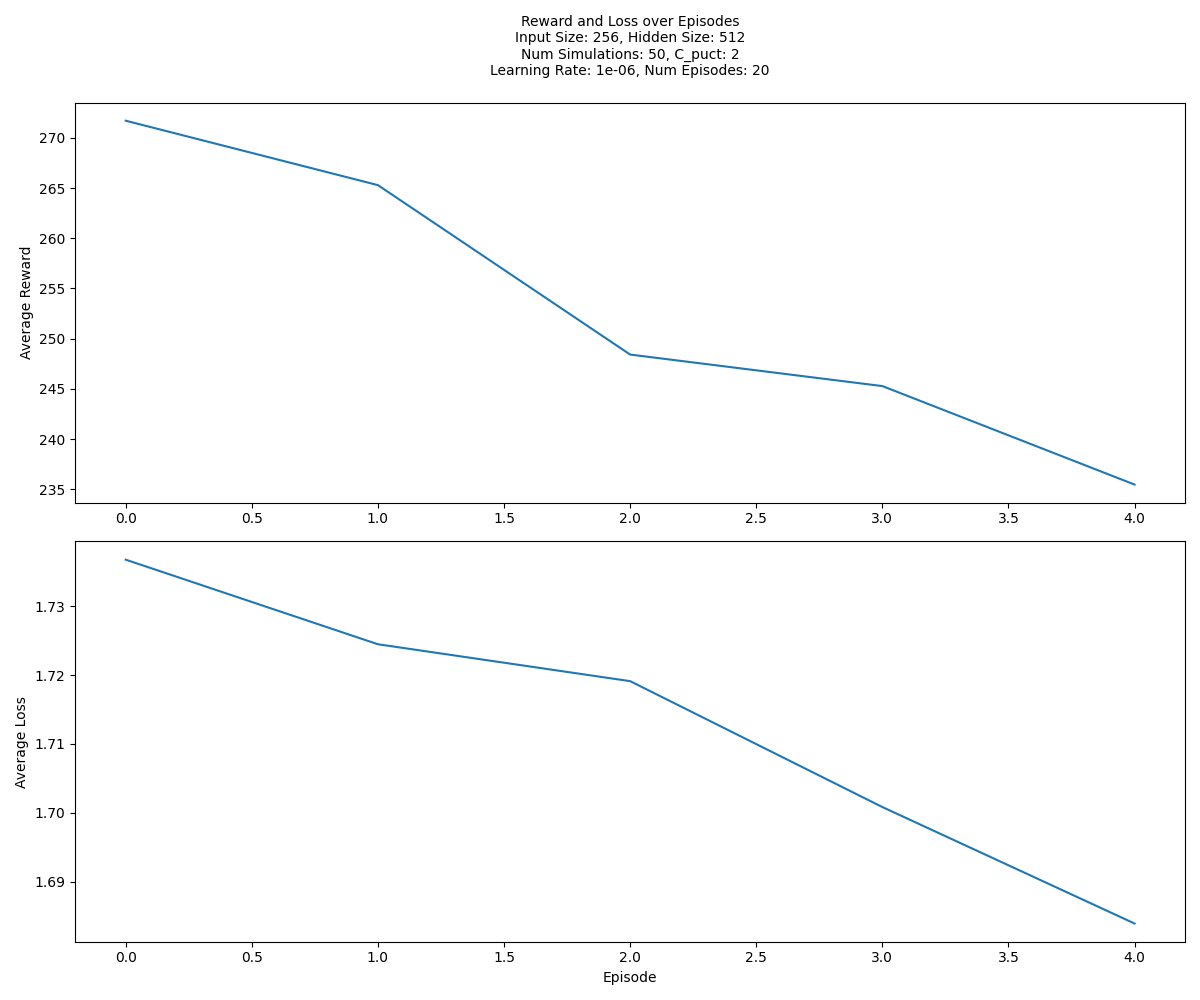 Reward and Loss over Episodes
Input Size: 256, Hidden Size: 512
Num Simulations: 50, C_puct: 2
Learning Rate: 1e-06, Num Episodes: 20
Average Reward
270
265
260
255
250
245
240
235
0.0 0.5 1.0 1.5 2.0 2.5 3.0 3.5 4.0
Average Loss
1.73
1.72
1.71
1.70
1.69
0.0 0.5 1.0 1.5 2.0 2.5 3.0 3.5 4.0
Episode